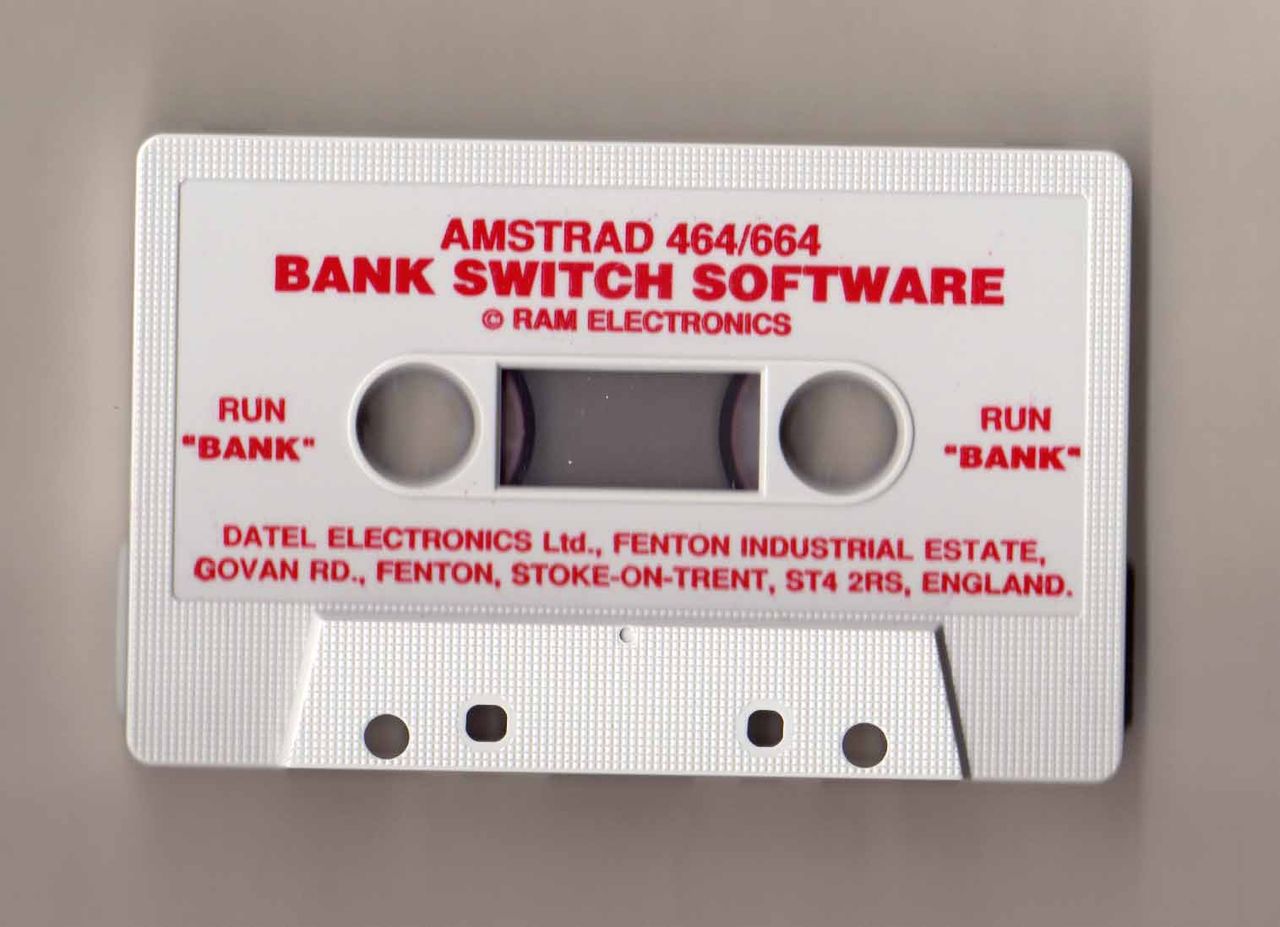 AMSTRAD 464/664
BANK SWITCH SOFTWARE
© RAM ELECTRONICS
RUN
"BANK"
RUN
"BANK"
DATEL ELECTRONICS Ltd., FENTON INDUSTRIAL ESTATE,
GOVAN RD., FENTON, STOKE-ON-TRENT, ST4 2RS, ENGLAND.